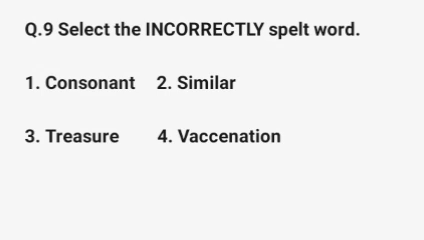 Q.9 Select the INCORRECTLY spelt word.
1. Consonant 2. Similar
3. Treasure 4. Vaccenation